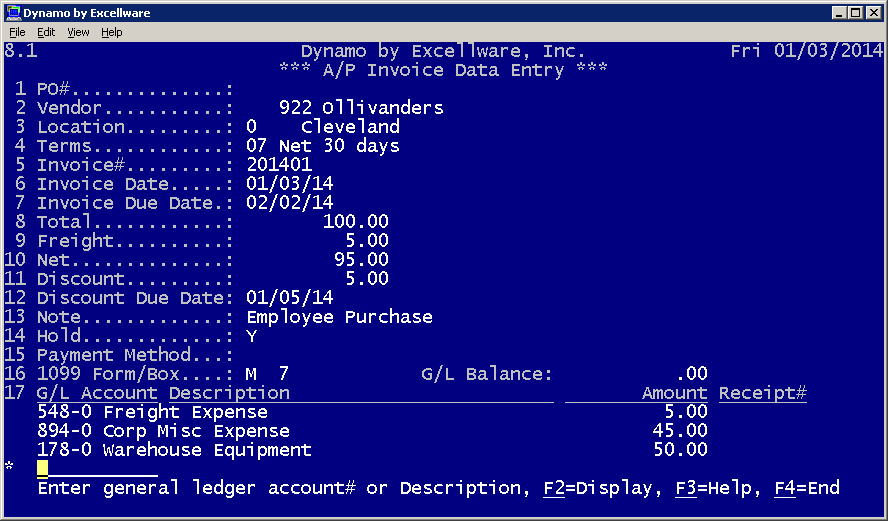 Dynamo by Excellware
File Edit View Help
8.1 Dynamo by Excellware, Inc. Fri 01/03/2014
*** A/P Invoice Data Entry ***
1 PO#..............:
2 Vendor...........: 922 Ollivanders
3 Location.........: 0 Cleveland
4 Terms............: 07 Net 30 days
5 Invoice#.........: 201401
6 Invoice Date.....: 01/03/14
7 Invoice Due Date.: 02/02/14
8 Total............: 100.00
9 Freight..........: 5.00
10 Net..............: 95.00
11 Discount.........: 5.00
12 Discount Due Date: 01/05/14
13 Note.............: Employee Purchase
14 Hold.............: Y
15 Payment Method...:
16 1099 Form/Box....: M 7 G/L Balance: .00
17 G/L Account Description Amount Receipt#
548-0 Freight Expense 5.00
894-0 Corp Misc Expense 45.00
178-0 Warehouse Equipment 50.00
*
Enter general ledger account# or Description, F2=Display, F3=Help, F4=End